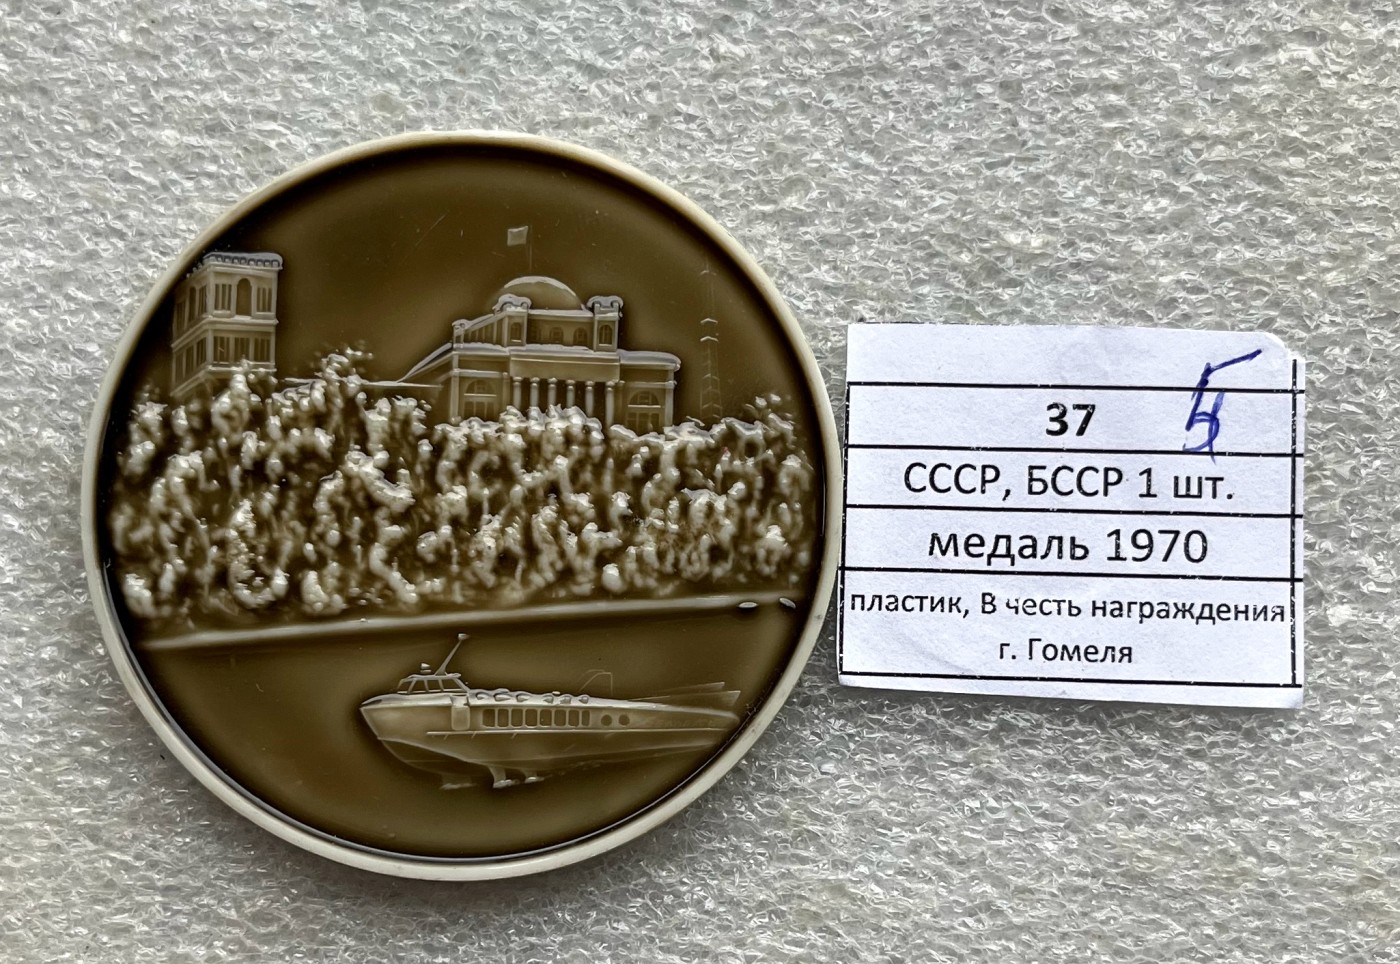 37 5
СССР, БССР 1 шт.
медаль 1970
пластик, В честь награждения
г. Гомеля